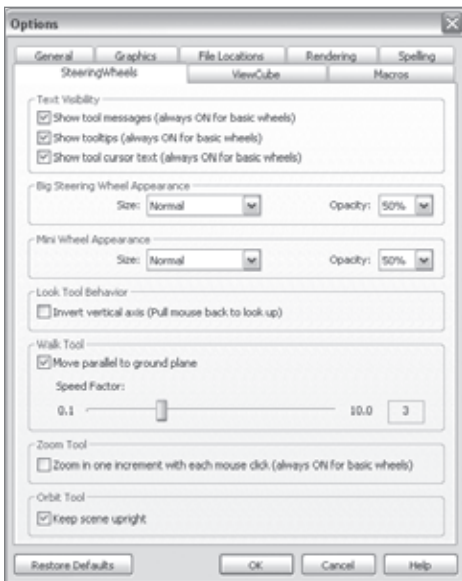 Options
General Graphics File Locations Rendering Spelling
SteeringWheels ViewCube Macros
Text Visibility
Show tool messages (always ON for basic wheels)
Show tooltips (always ON for basic wheels)
Show tool cursor text (always ON for basic wheels)
Big Steering Wheel Appearance
Size: Normal Opacity: 50%
Mini Wheel Appearance
Size: Normal Opacity: 50%
Look Tool Behavior
Invert vertical axis (Pull mouse back to look up)
Walk Tool
Move parallel to ground plane
Speed Factor:
0.1 10.0 3
Zoom Tool
Zoom in one increment with each mouse click (always ON for basic wheels)
Orbit Tool
Keep scene upright
Restore Defaults OK Cancel Help